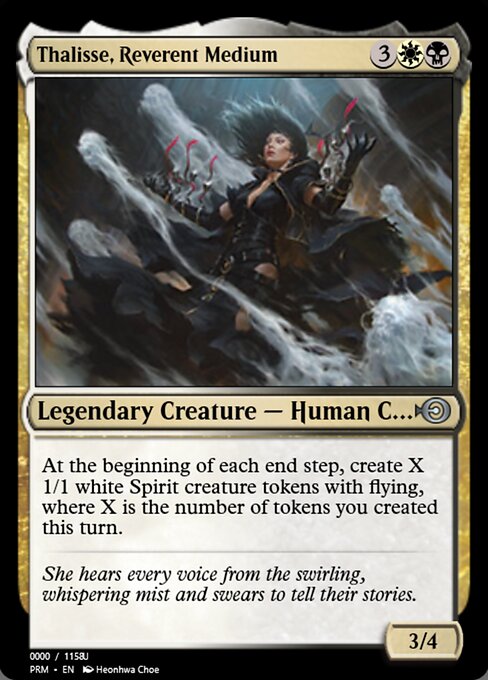 Thalisse, Reverent Medium 3
Legendary Creature — Human C...
At the beginning of each end step, create X
1/1 white Spirit creature tokens with flying,
where X is the number of tokens you created
this turn.
She hears every voice from the swirling,
whispering mist and swears to tell their stories.
3/4
0000 / 1158U
PRM • EN Heonhwa Choe